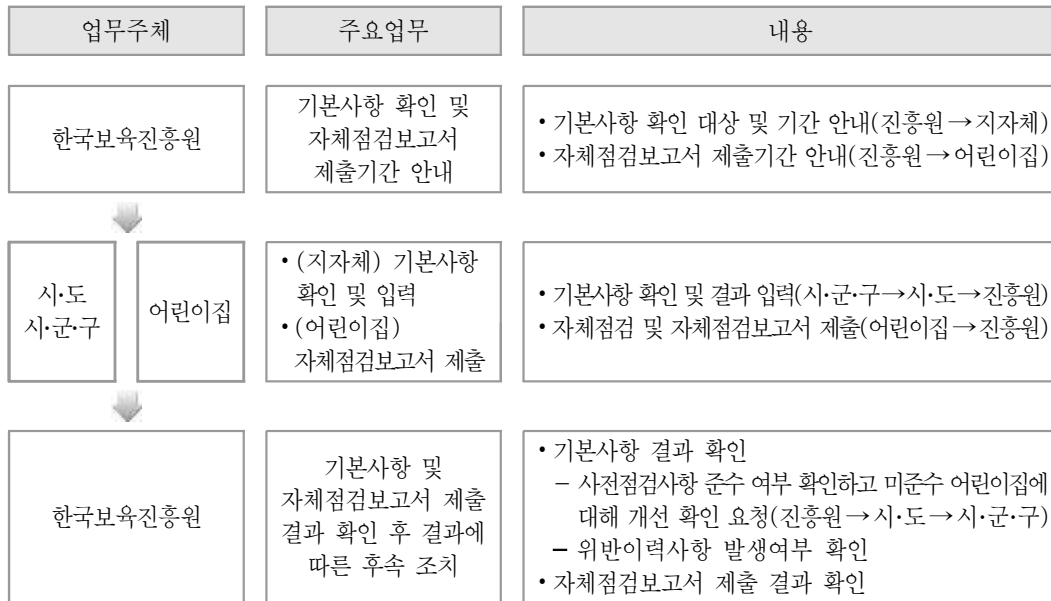 업무주체
주요업무
내용
한국보육진흥원
기본사항 확인 및
자체점검보고서
제출기간 안내
• 기본사항 확인 대상 및 기간 안내(진흥원→지자체)
• 자체점검보고서 제출기간 안내(진흥원→어린이집)
시·도
시·군·구
어린이집
• (지자체) 기본사항
확인 및 입력
• (어린이집)
자체점검보고서 제출
• 기본사항 확인 및 결과 입력(시·군·구→시·도→진흥원)
• 자체점검 및 자체점검보고서 제출(어린이집→진흥원)
한국보육진흥원
기본사항 및
자체점검보고서 제출
결과 확인 후 결과에
따른 후속 조치
• 기본사항 결과 확인
– 사전점검사항 준수 여부 확인하고 미준수 어린이집에
대해 개선 확인 요청(진흥원→시·도→시·군·구)
– 위반이력사항 발생여부 확인
• 자체점검보고서 제출 결과 확인